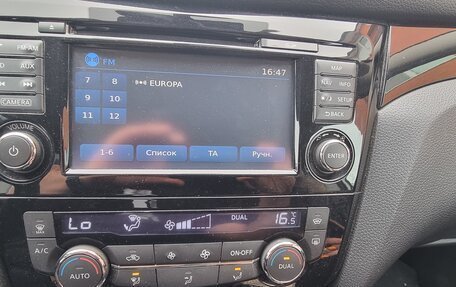 FM-AM
CD AUX
CAMERA
VOLUME
FM
16:47
7 8
EUROPA
9 10
11 12
1-6 Список TA Ручн.
MAP
NAV INFO
SETUP
BACK
ENTER
Lo
DUAL
16.5°C
A/C
ON-OFF
AUTO
DUAL